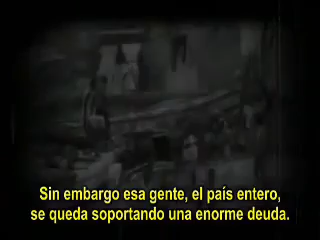 Sin embargo esa gente, el país entero,
se queda soportando una enorme deuda.